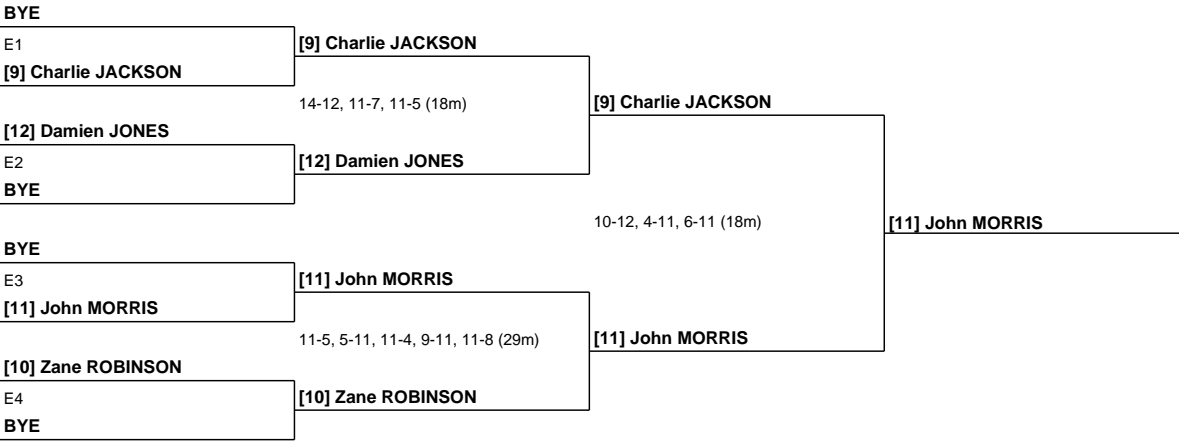 BYE
E1
[9] Charlie JACKSON
[9] Charlie JACKSON
14-12, 11-7, 11-5 (18m)
[9] Charlie JACKSON
[12] Damien JONES
E2
[12] Damien JONES
BYE
10-12, 4-11, 6-11 (18m)
[11] John MORRIS
BYE
E3
[11] John MORRIS
[11] John MORRIS
11-5, 5-11, 11-4, 9-11, 11-8 (29m)
[11] John MORRIS
[10] Zane ROBINSON
E4
[10] Zane ROBINSON
BYE